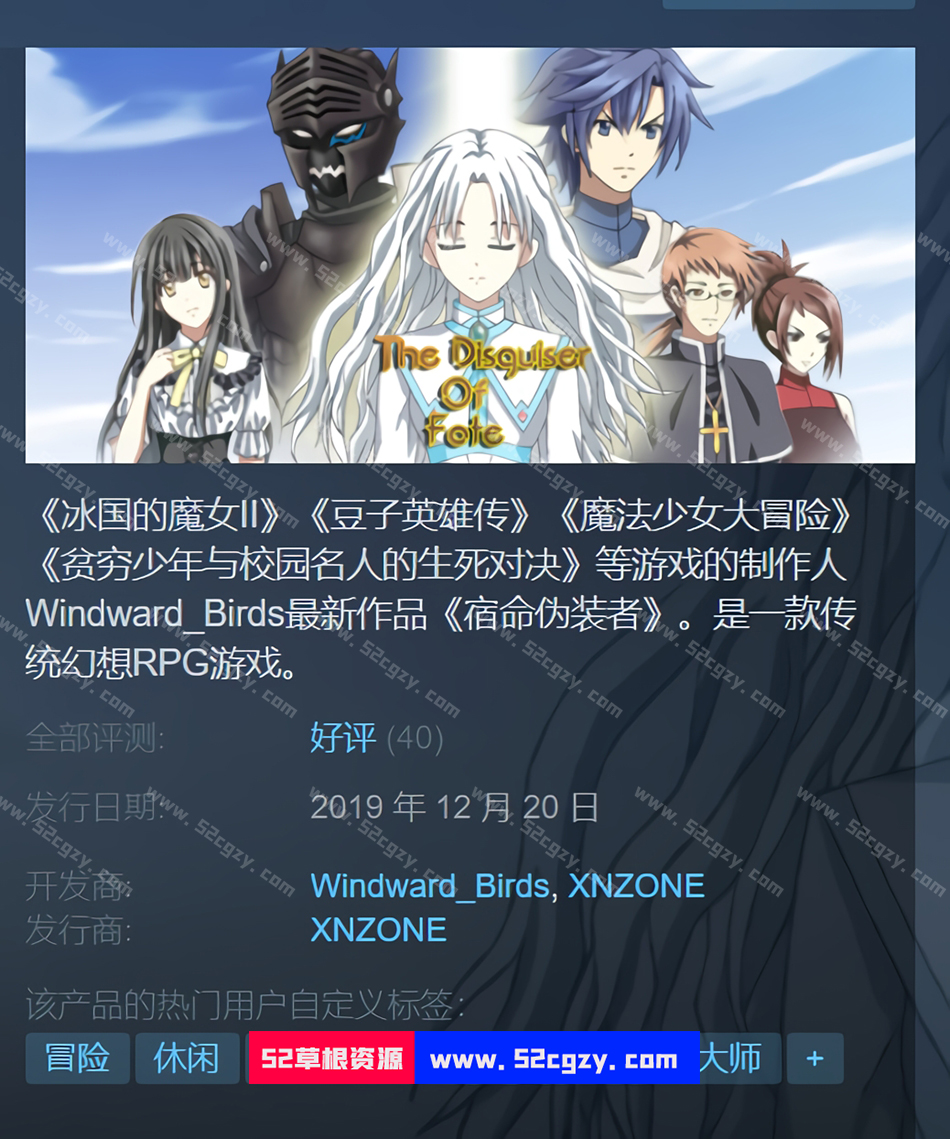 The Disguiser
Of
Fate
《冰国的魔女II》《豆子英雄传》《魔法少女大冒险》
《贫穷少年与校园名人的生死对决》等游戏的制作人
Windward_Birds最新作品《宿命伪装者》。是一款传
统幻想RPG游戏。
全部评测: 好评 (40)
发行日期: 2019 年 12 月 20 日
开发商: Windward_Birds, XNZONE
发行商: XNZONE
该产品的热门用户自定义标签:
冒险 休闲 52草根资源 www.52cgzy.com 大师 +
www.52cgzy.com